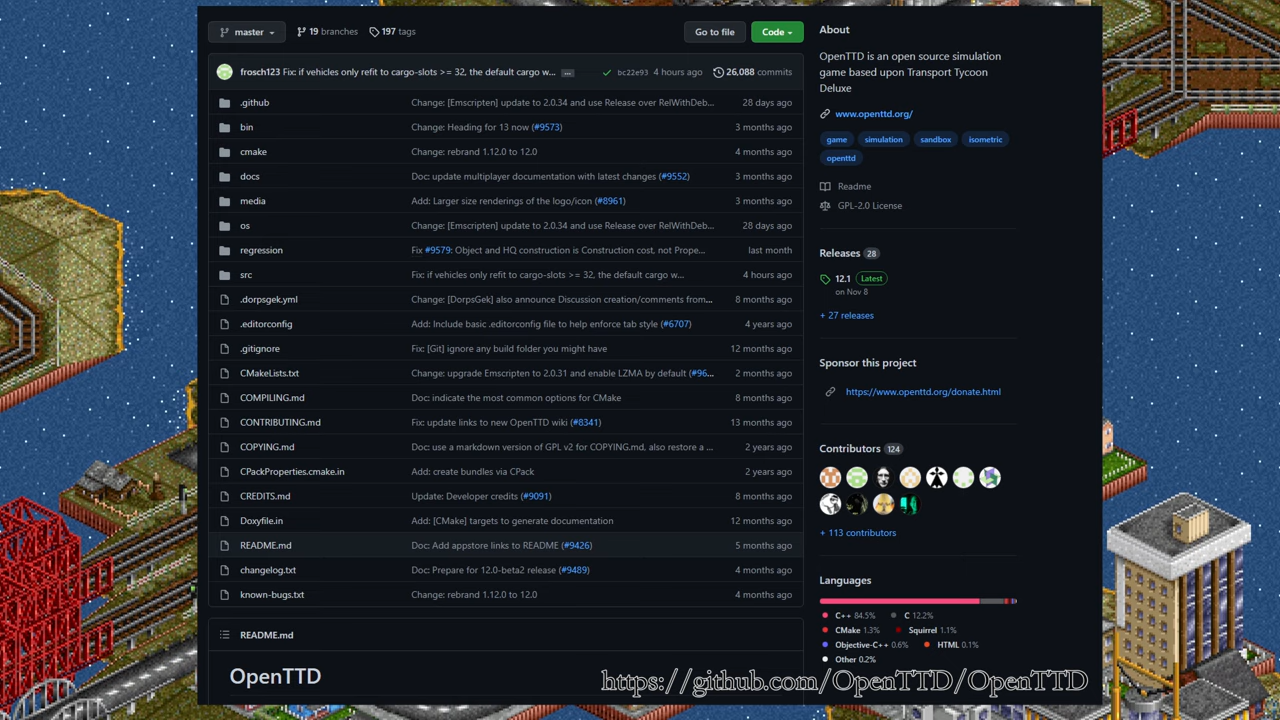 master 19 branches 197 tags Go to file Code
frosch123 Fix: if vehicles only refit to cargo-slots >= 32, the default cargo w... ... bc22e93 4 hours ago 26,088 commits
.github Change: [Emscripten] update to 2.0.34 and use Release over RelWithDeb... 28 days ago
bin Change: Heading for 13 now (#9573) 3 months ago
cmake Change: rebrand 1.12.0 to 12.0 4 months ago
docs Doc: update multiplayer documentation with latest changes (#9552) 3 months ago
media Add: Larger size renderings of the logo/icon (#8961) 3 months ago
os Change: [Emscripten] update to 2.0.34 and use Release over RelWithDeb... 28 days ago
regression Fix #9579: Object and HQ construction is Construction cost, not Prope... last month
src Fix: if vehicles only refit to cargo-slots >= 32, the default cargo w... 4 hours ago
.dorpsgek.yml Change: [DorpsGek] also announce Discussion creation/comments from... 8 months ago
.editorconfig Add: Include basic .editorconfig file to help enforce tab style (#6707) 4 years ago
.gitignore Fix: [Git] ignore any build folder you might have 12 months ago
CMakeLists.txt Change: upgrade Emscripten to 2.0.31 and enable LZMA by default (#96... 2 months ago
COMPILING.md Doc: indicate the most common options for CMake 8 months ago
CONTRIBUTING.md Fix: update links to new OpenTTD wiki (#8341) 13 months ago
COPYING.md Doc: use a markdown version of GPL v2 for COPYING.md, also restore a ... 2 years ago
CPackProperties.cmake.in Add: create bundles via CPack 2 years ago
CREDITS.md Update: Developer credits (#9091) 8 months ago
Doxyfile.in Add: [CMake] targets to generate documentation 12 months ago
README.md Doc: Add appstore links to README (#9426) 5 months ago
changelog.txt Doc: Prepare for 12.0-beta2 release (#9489) 4 months ago
known-bugs.txt Change: rebrand 1.12.0 to 12.0 4 months ago
README.md
OpenTTD
About
OpenTTD is an open source simulation
game based upon Transport Tycoon
Deluxe
www.openttd.org/
game simulation sandbox isometric
openttd
Readme
GPL-2.0 License
Releases 28
12.1 Latest
on Nov 8
+ 27 releases
Sponsor this project
https://www.openttd.org/donate.html
Contributors 124
+ 113 contributors
Languages
C++ 84.5% C 12.2%
CMake 1.3% Squirrel 1.1%
Objective-C++ 0.6% HTML 0.1%
Other 0.2%
https://github.com/OpenTTD/OpenTTD